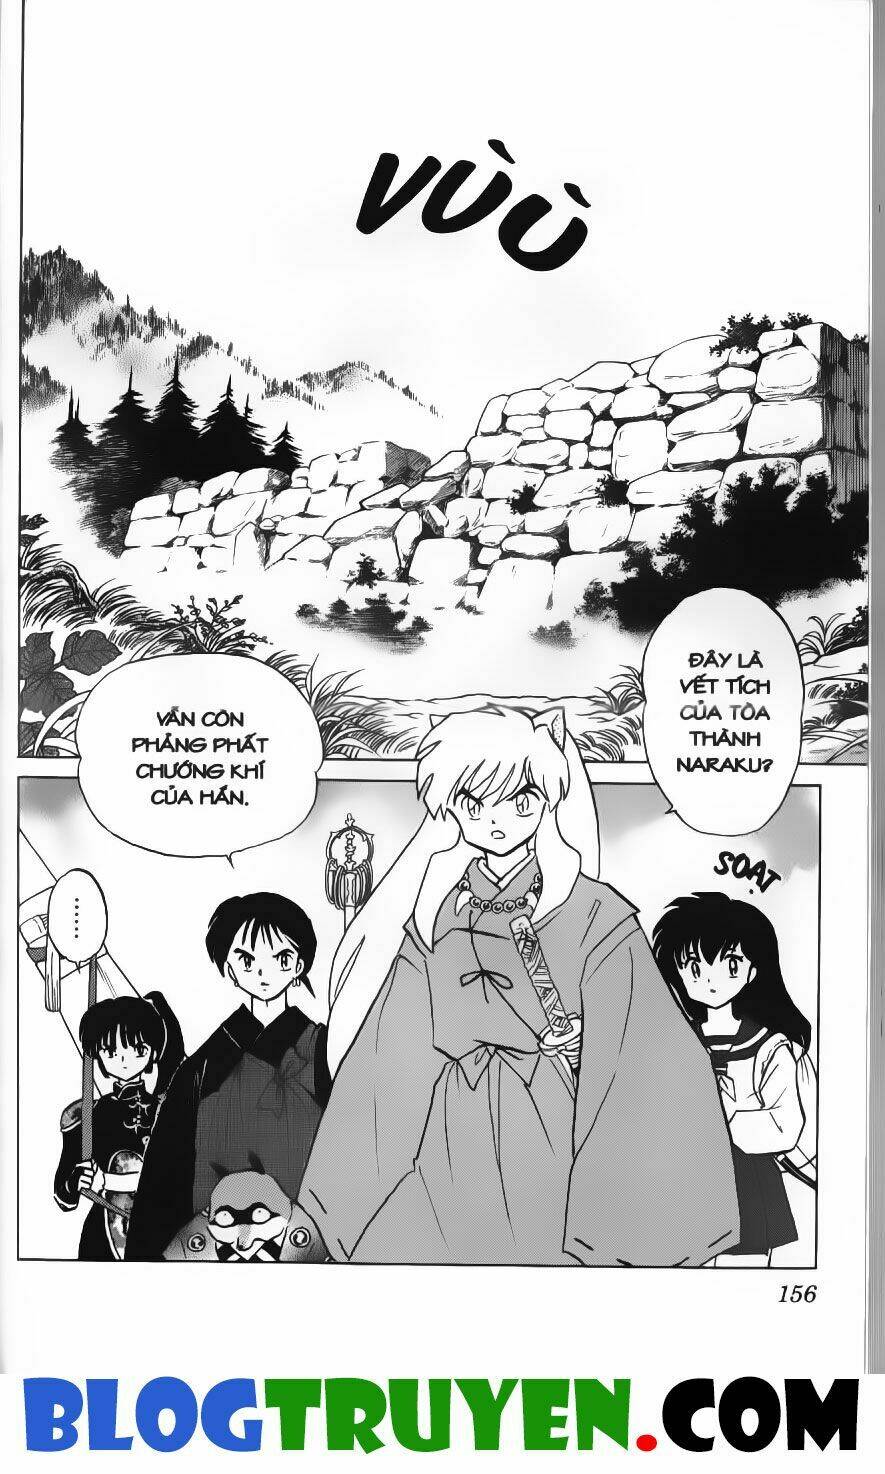 VÙÙ
ĐÂY LÀ
VẾT TÍCH
CỦA TÒA
THÀNH
NARAKU?
VẪN CÒN
PHẢNG PHẤT
CHƯỚNG KHÍ
CỦA HẮN.
SOẠT
......
156
BLOGTRUYEN.COM